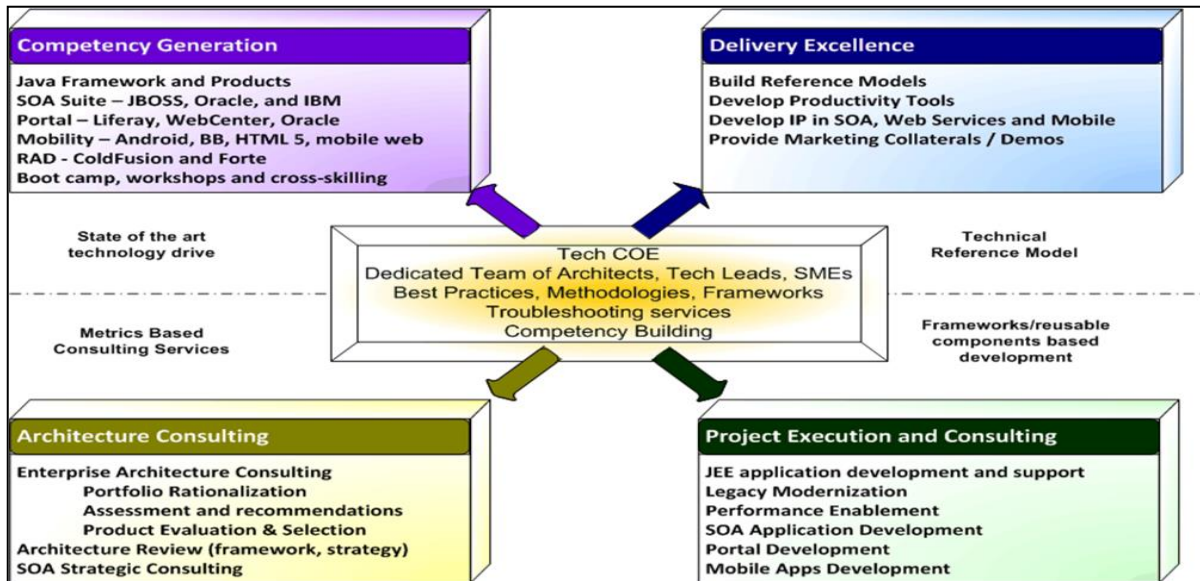 Competency Generation
Java Framework and Products
SOA Suite – JBOSS, Oracle, and IBM
Portal – Liferay, WebCenter, Oracle
Mobility – Android, BB, HTML 5, mobile web
RAD - ColdFusion and Forte
Boot camp, workshops and cross-skilling
Delivery Excellence
Build Reference Models
Develop Productivity Tools
Develop IP in SOA, Web Services and Mobile
Provide Marketing Collaterals / Demos
State of the art
technology drive
Tech COE
Dedicated Team of Architects, Tech Leads, SMEs
Best Practices, Methodologies, Frameworks
Troubleshooting services
Competency Building
Technical
Reference Model
Metrics Based
Consulting Services
Frameworks/reusable
components based
development
Architecture Consulting
Enterprise Architecture Consulting
Portfolio Rationalization
Assessment and recommendations
Product Evaluation & Selection
Architecture Review (framework, strategy)
SOA Strategic Consulting
Project Execution and Consulting
JEE application development and support
Legacy Modernization
Performance Enablement
SOA Application Development
Portal Development
Mobile Apps Development